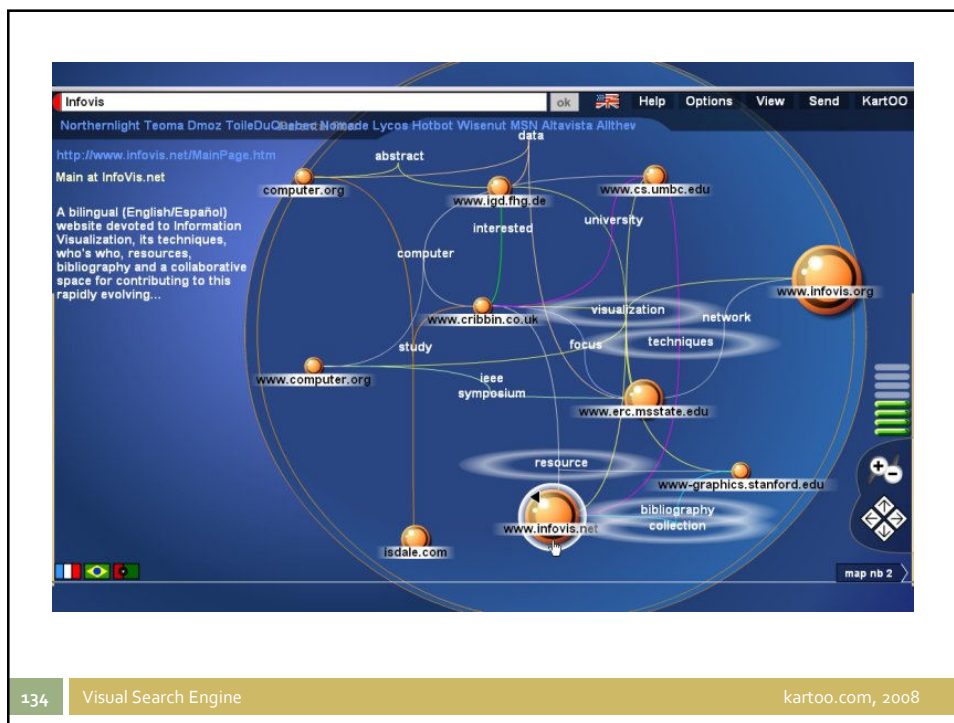 Infovis ok Help Options View Send KartOO
Northernlight Teoma Dmoz Lycos Hotbot Wisenut MSN Altavista Allthev
data
http://www.infovis.net/MainPage.htm
abstract
Main at InfoVis.net
computer.org
www.igd.fhg.de
www.cs.umbc.edu
A bilingual (English/Español)
website devoted to Information
Visualization, its techniques,
who's who, resources,
bibliography and a collaborative
space for contributing to this
rapidly evolving...
interested
university
computer
www.infovis.org
visualization
www.cribbin.co.uk
network
study
focus
techniques
www.computer.org
ieee
symposium
www.erc.msstate.edu
resource
www-graphics.stanford.edu
bibliography
www.infovis.net
collection
isdale.com
map nb 2
134 Visual Search Engine kartoo.com, 2008